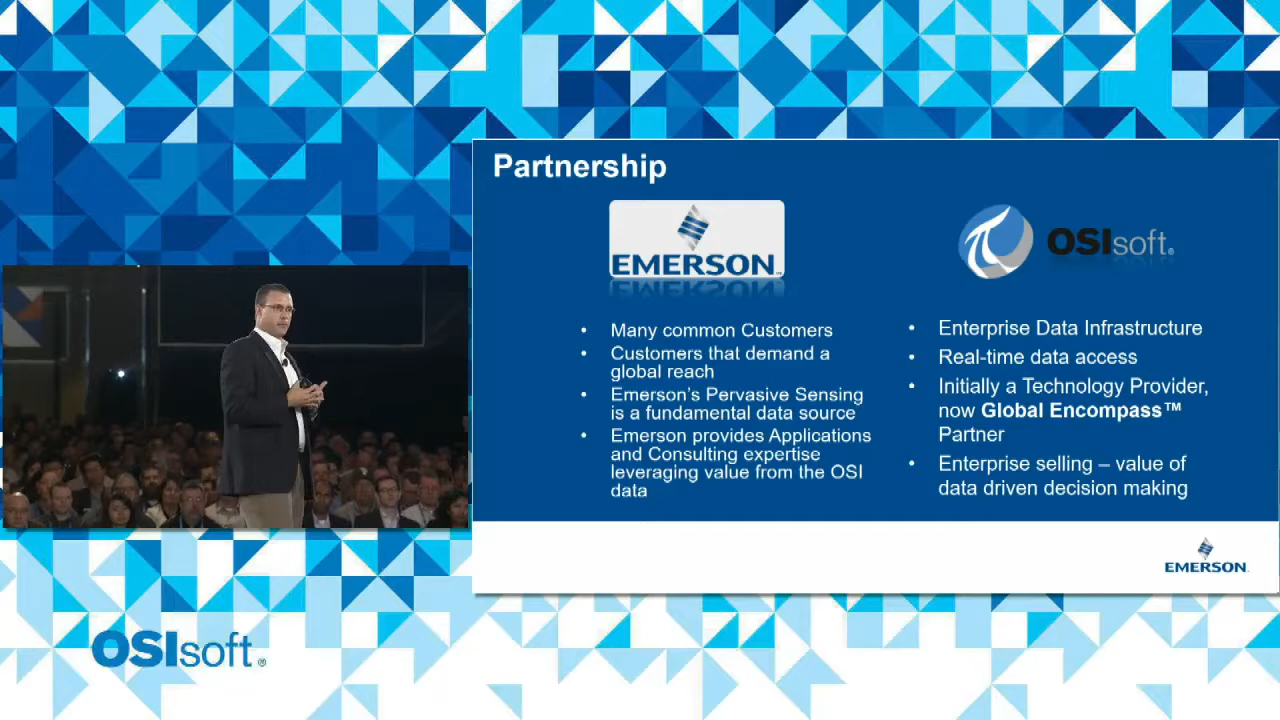 Partnership
EMERSON
Many common Customers
Customers that demand a
global reach
Emerson's Pervasive Sensing
is a fundamental data source
Emerson provides Applications
and Consulting expertise
leveraging value from the OSI
data
OSIsoft®
Enterprise Data Infrastructure
Real-time data access
Initially a Technology Provider,
now Global Encompass™
Partner
Enterprise selling – value of
data driven decision making
EMERSON
OSIsoft®